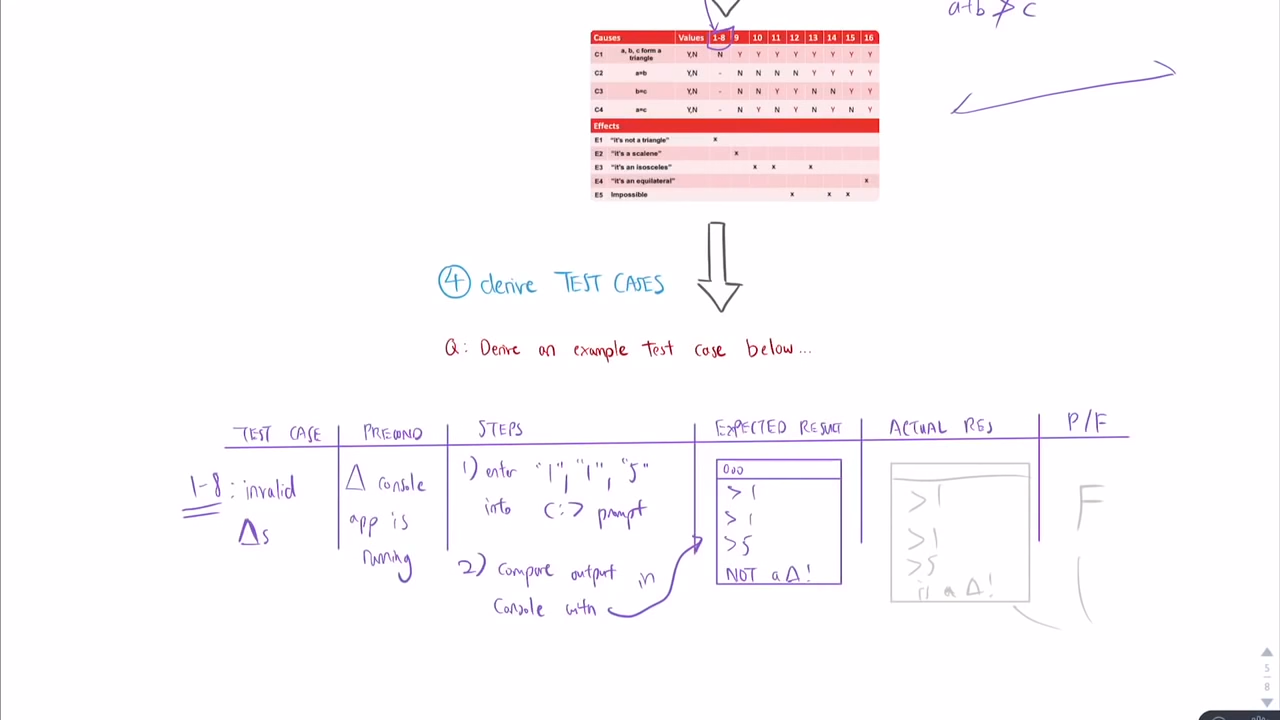 a+b ≯ c
Causes Values 1-8 9 10 11 12 13 14 15 16
C1 a, b, c form a triangle Y,N N Y Y Y Y Y Y Y Y
C2 a=b Y,N - N N N N Y Y Y Y
C3 b=c Y,N - N N Y Y N N Y Y
C4 a=c Y,N - N Y N Y N Y N Y
Effects
E1 "it's not a triangle" x
E2 "it's a scalene" x
E3 "it's an isosceles" x x x
E4 "it's an equilateral" x
E5 Impossible x x x
④ derive TEST CASES
Q: Derive an example test case below...
TEST CASE PRECOND STEPS EXPECTED RESULT ACTUAL RES P/F
1-8: invalid Δs
Δ console app is running
1) enter "1", "1", "5" into C:> prompt
2) Compare output in console with
ooo
>1
>1
>5
NOT a Δ!
>1
>1
>5
is a Δ!
F
5
8